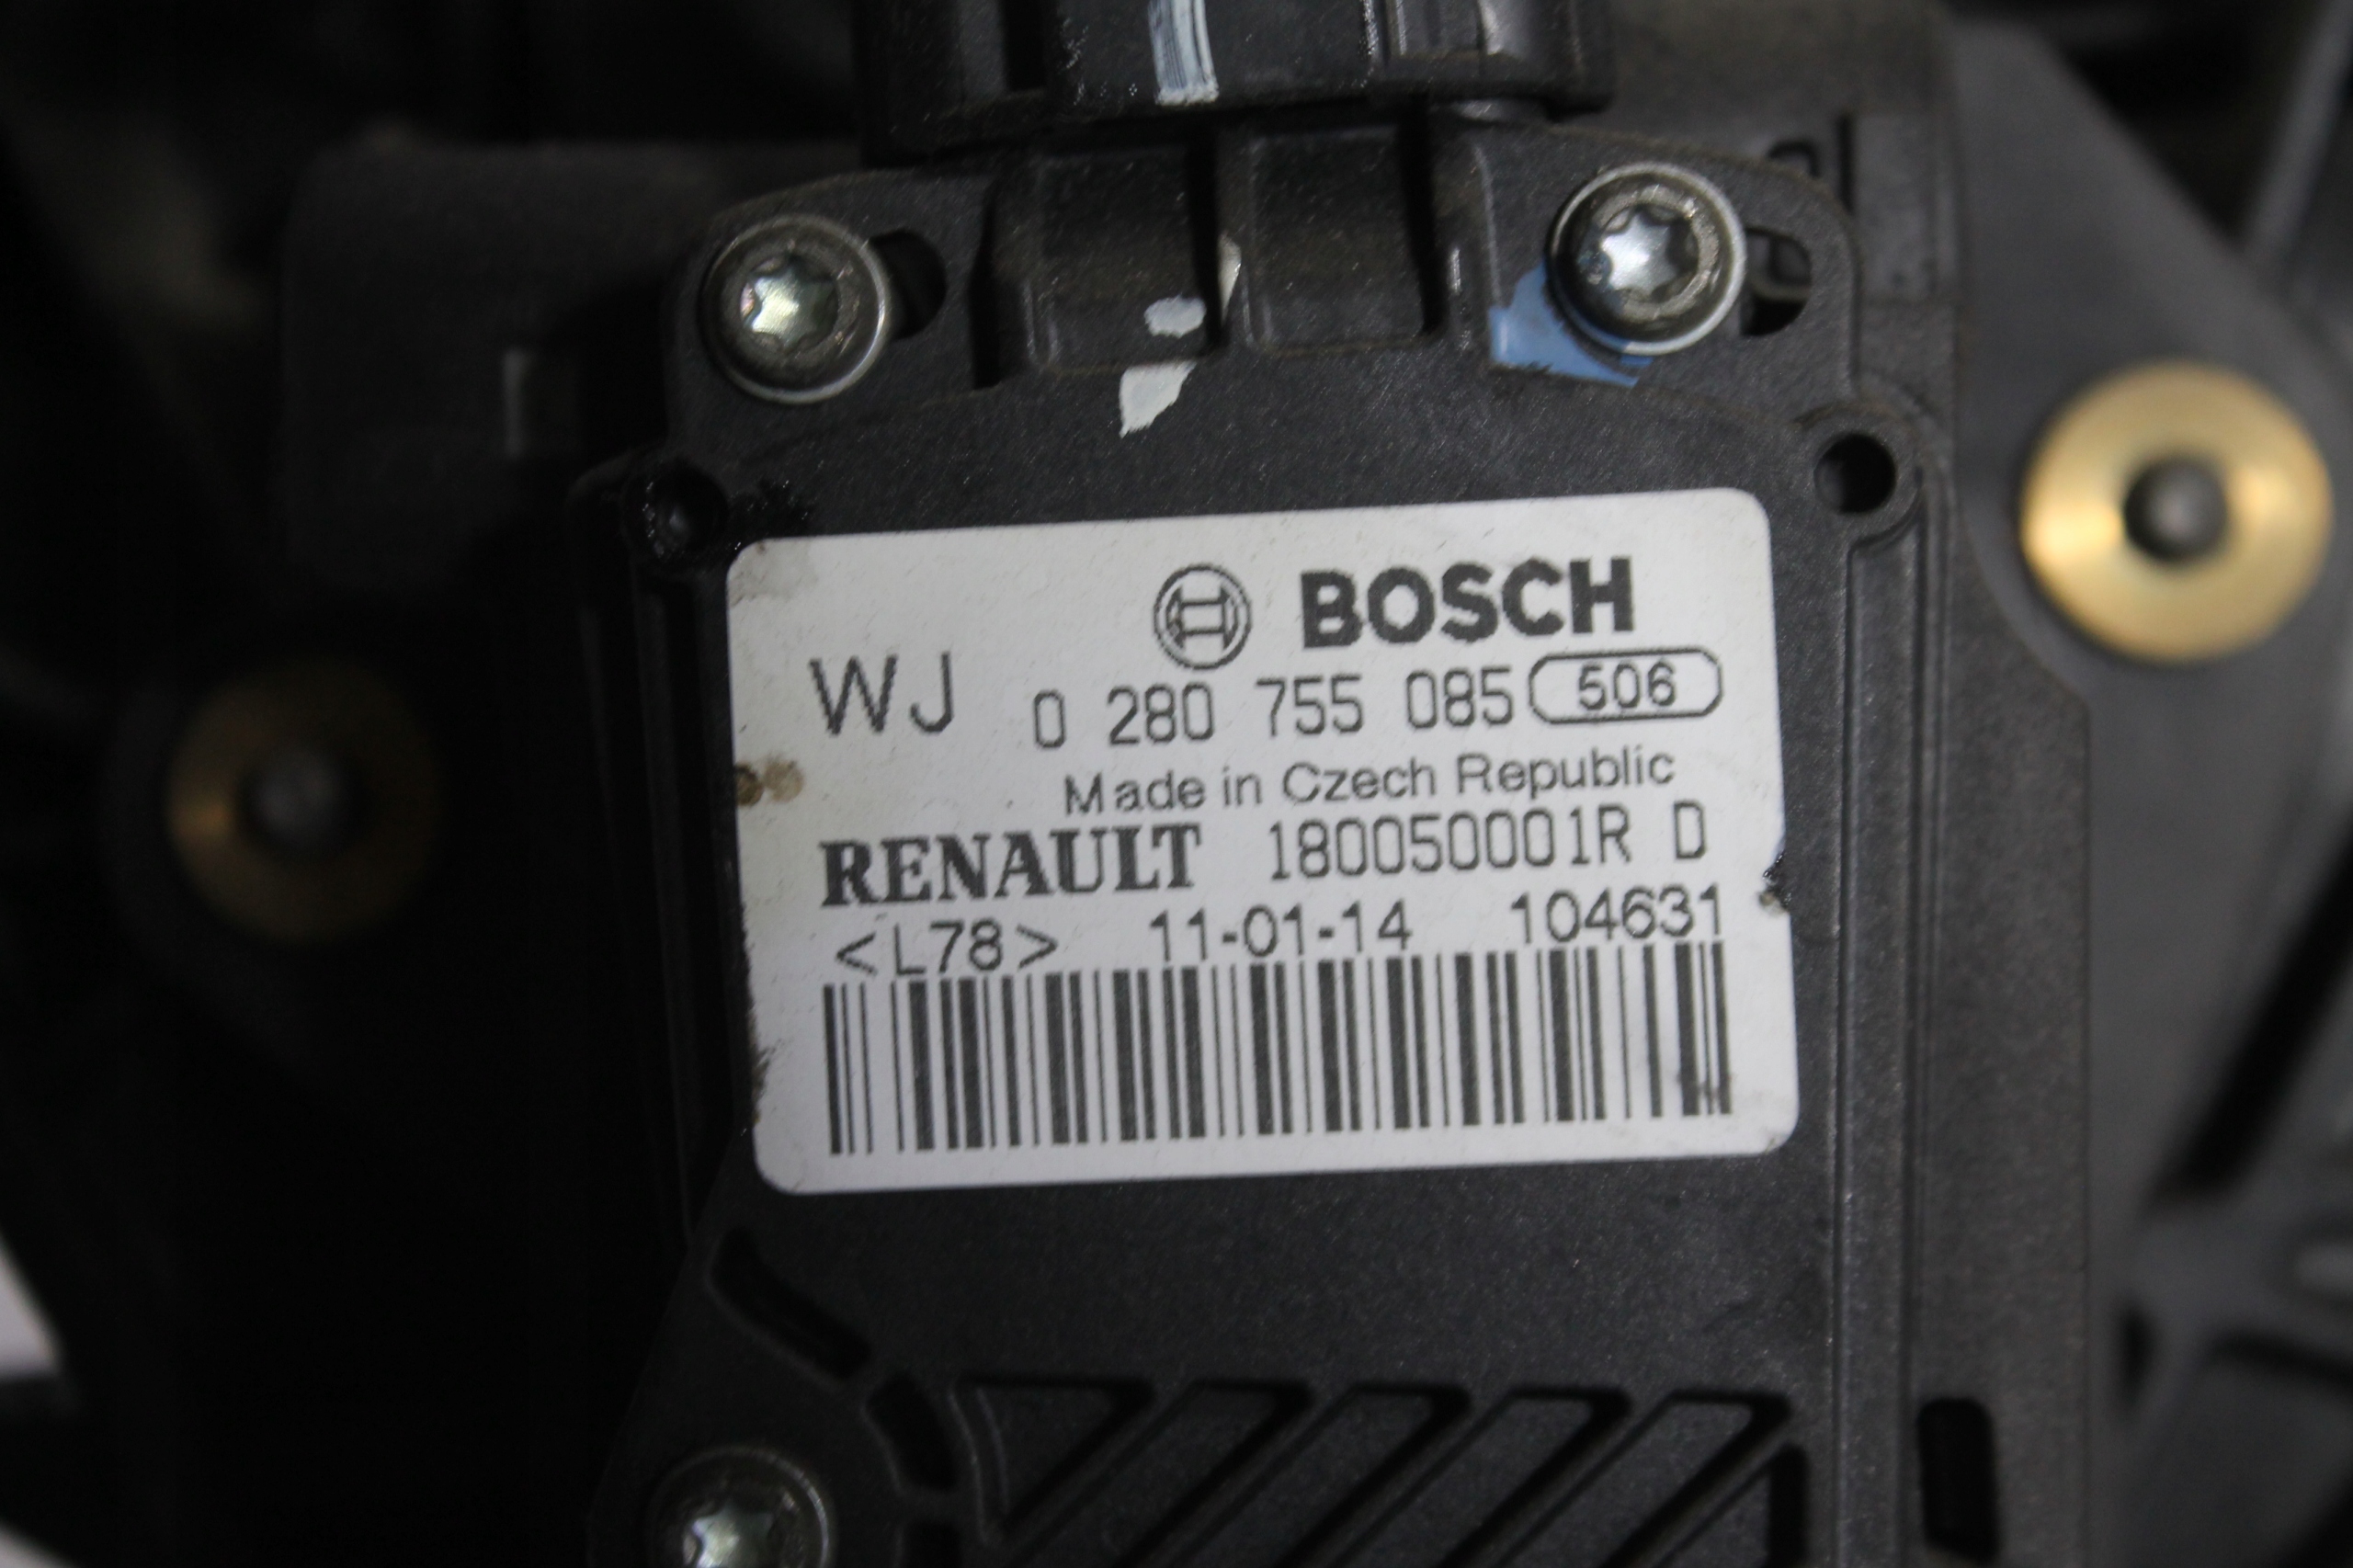 BOSCH
WJ 0 280 755 085 506
Made in Czech Republic
RENAULT 180050001R D
<L78> 11-01-14 104631